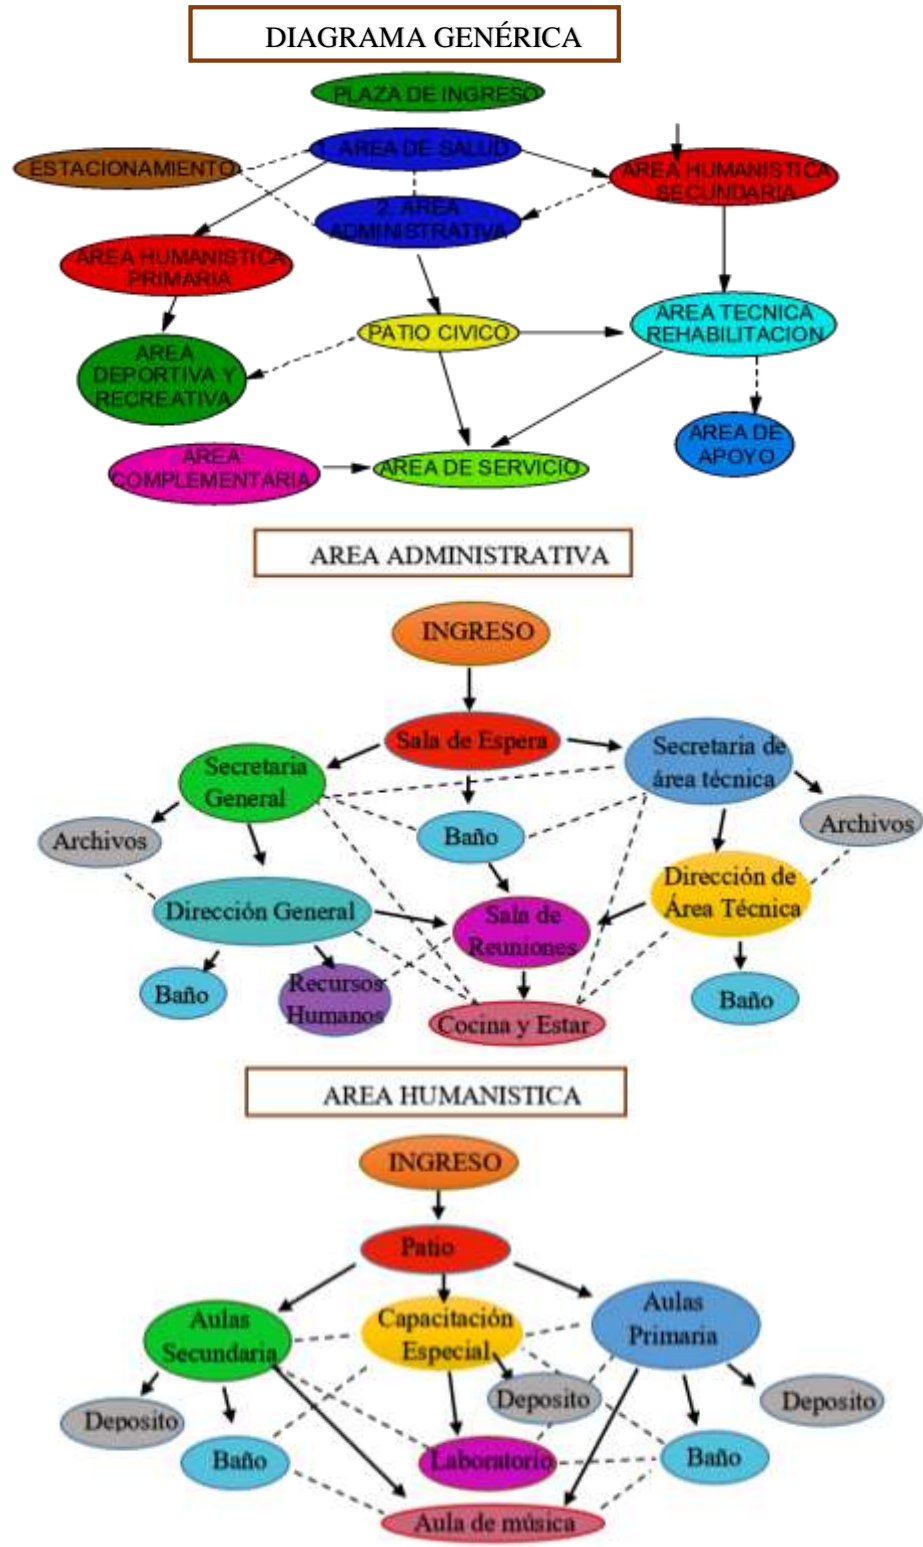 DIAGRAMA GENÉRICA
PLAZA DE INGRESO
1. AREA DE SALUD
ESTACIONAMIENTO
AREA HUMANISTICA
SECUNDARIA
2. AREA
ADMINISTRATIVA
AREA HUMANISTICA
PRIMARIA
AREA TECNICA
REHABILITACION
PATIO CIVICO
AREA
DEPORTIVA Y
RECREATIVA
AREA DE
APOYO
AREA
COMPLEMENTARIA
AREA DE SERVICIO
AREA ADMINISTRATIVA
INGRESO
Sala de Espera
Secretaria
General
Secretaria de
área técnica
Archivos
Baño
Archivos
Dirección General
Sala de
Reuniones
Dirección de
Área Técnica
Baño
Recursos
Humanos
Cocina y Estar
Baño
AREA HUMANISTICA
INGRESO
Patio
Aulas
Secundaria
Capacitación
Especial
Aulas
Primaria
Deposito
Deposito
Deposito
Baño
Laboratorio
Baño
Aula de música